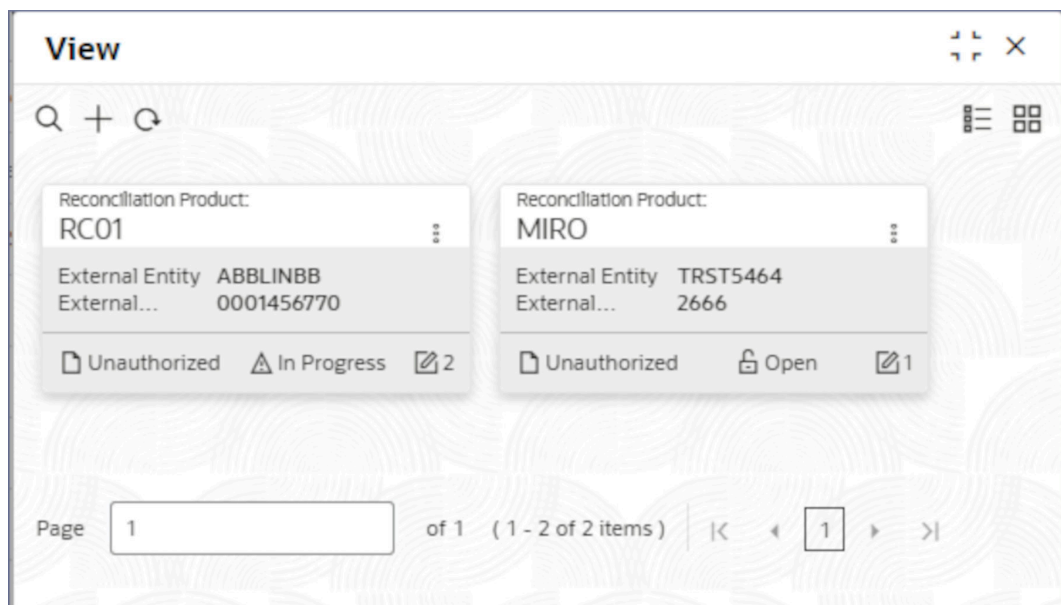 View
Reconciliation Product:
RC01
External Entity ABBLINBB
External... 0001456770
Unauthorized In Progress 2
Reconciliation Product:
MIRO
External Entity TRST5464
External... 2666
Unauthorized Open 1
Page 1 of 1 ( 1 - 2 of 2 items ) 1